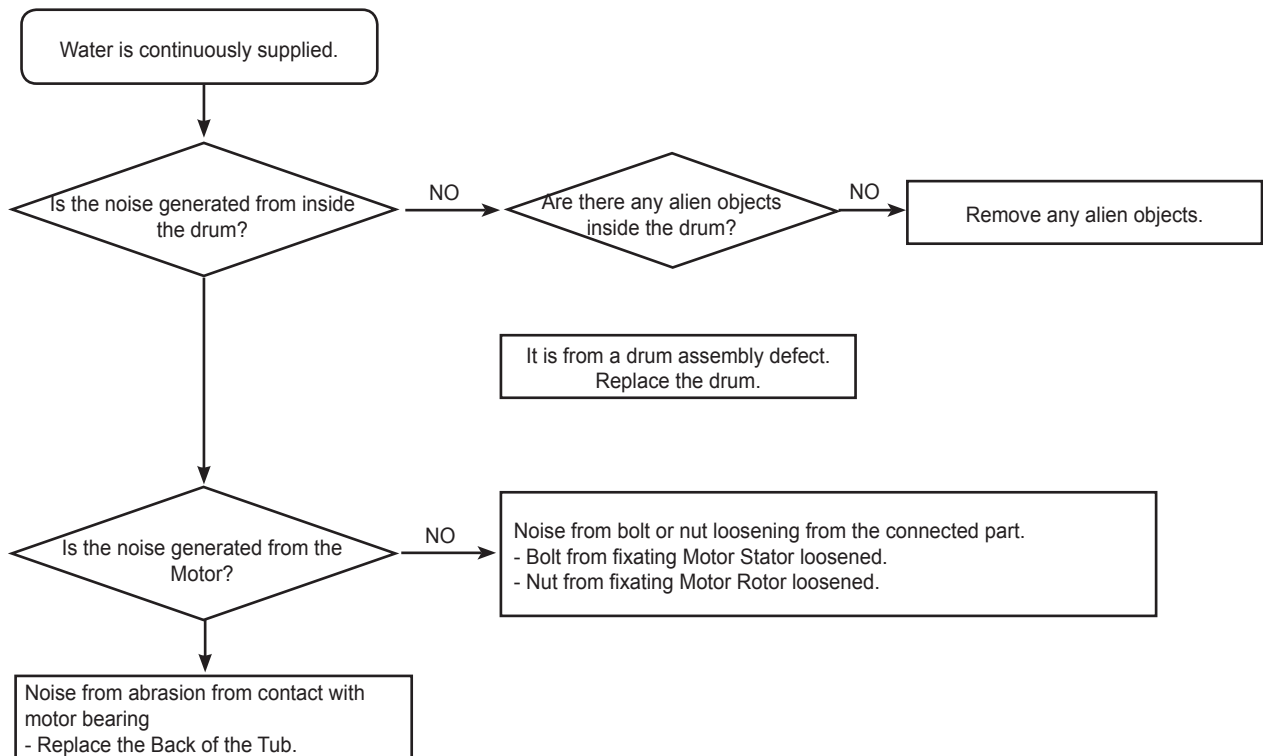 Water is continuously supplied.
Is the noise generated from inside
the drum?
NO
Are there any alien objects
inside the drum?
NO
Remove any alien objects.
It is from a drum assembly defect.
Replace the drum.
Is the noise generated from the
Motor?
NO
Noise from bolt or nut loosening from the connected part.
- Bolt from fixating Motor Stator loosened.
- Nut from fixating Motor Rotor loosened.
Noise from abrasion from contact with
motor bearing
- Replace the Back of the Tub.